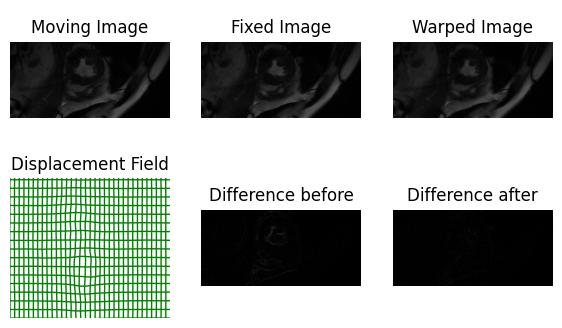 Moving Image
Fixed Image
Warped Image
Displacement Field
Difference before
Difference after